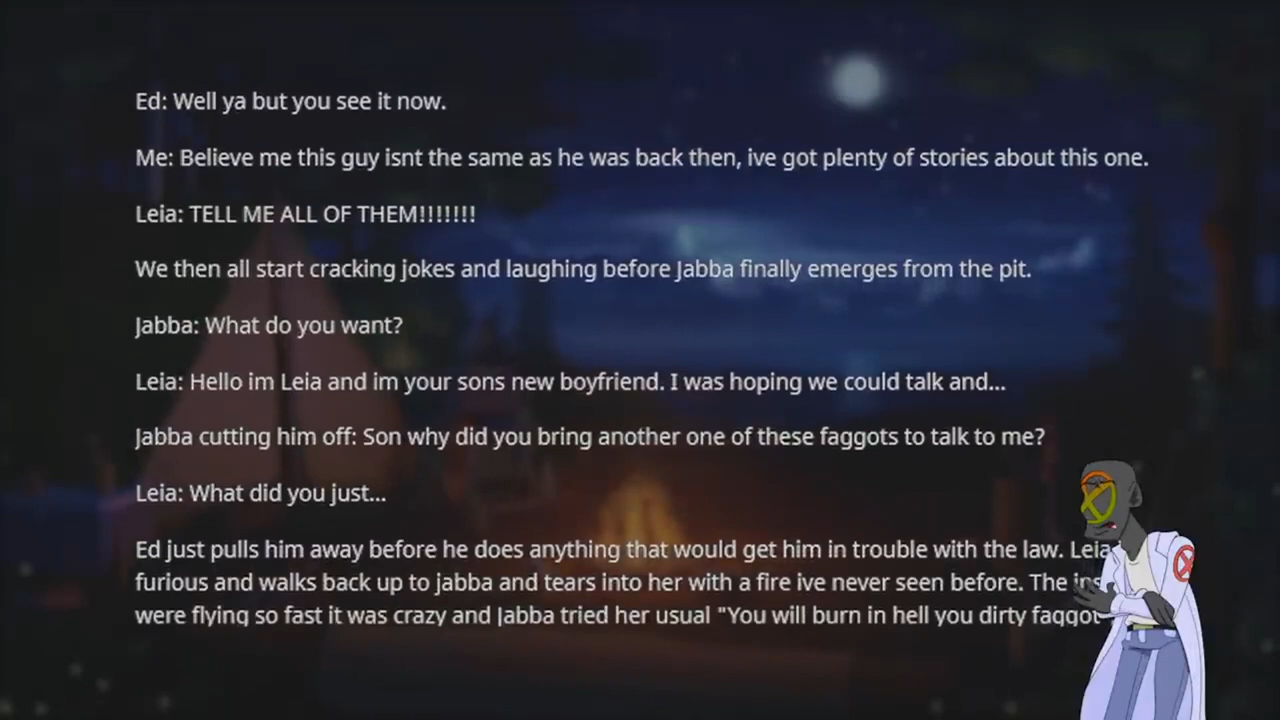 Ed: Well ya but you see it now.
Me: Believe me this guy isnt the same as he was back then, ive got plenty of stories about this one.
Leia: TELL ME ALL OF THEM!!!!!!!
We then all start cracking jokes and laughing before Jabba finally emerges from the pit.
Jabba: What do you want?
Leia: Hello im Leia and im your sons new boyfriend. I was hoping we could talk and...
Jabba cutting him off: Son why did you bring another one of these faggots to talk to me?
Leia: What did you just...
Ed just pulls him away before he does anything that would get him in trouble with the law. Leia
furious and walks back up to jabba and tears into her with a fire ive never seen before. The
were flying so fast it was crazy and Jabba tried her usual "You will burn in hell you dirty faggot